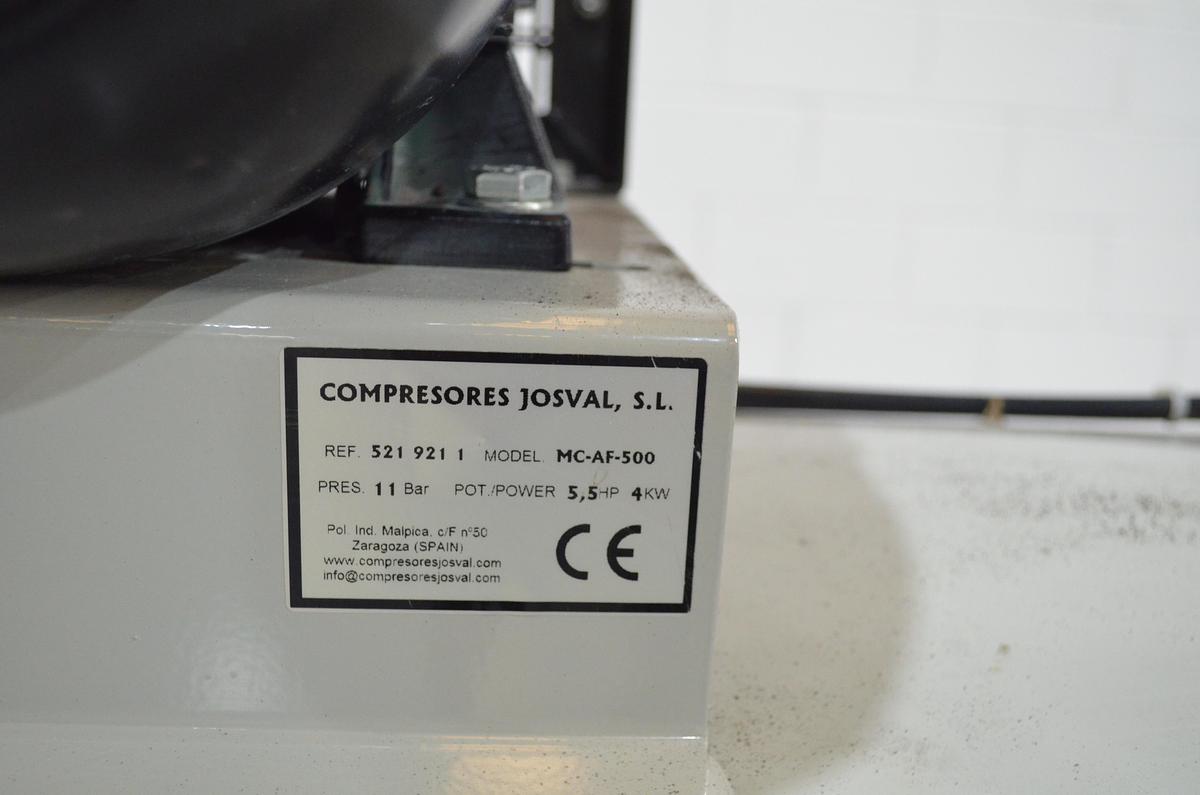 COMPRESORES JOSVAL, S.L.
REF. 521 921 1 MODEL. MC-AF-500
PRES. 11 Bar POT./POWER 5,5HP 4KW
Pol. Ind. Malpica, c/F nº50
Zaragoza (SPAIN)
www.compresoresjosval.com
info@compresoresjosval.com
CE